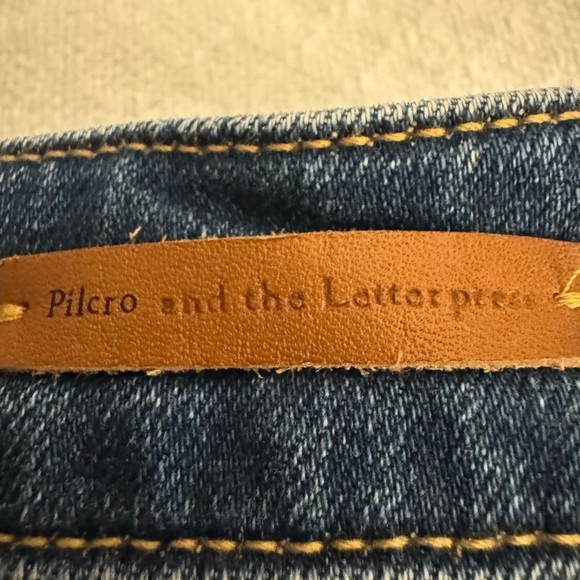 Pilcro and the Letterpress